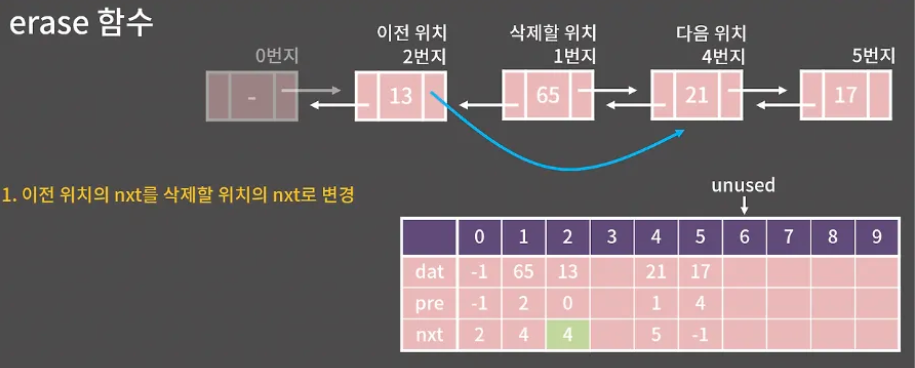 erase 함수
이전 위치 삭제할 위치 다음 위치
0번지 2번지 1번지 4번지 5번지
- 13 65 21 17
1. 이전 위치의 nxt를 삭제할 위치의 nxt로 변경
unused
0 1 2 3 4 5 6 7 8 9
dat -1 65 13 21 17
pre -1 2 0 1 4
nxt 2 4 4 5 -1